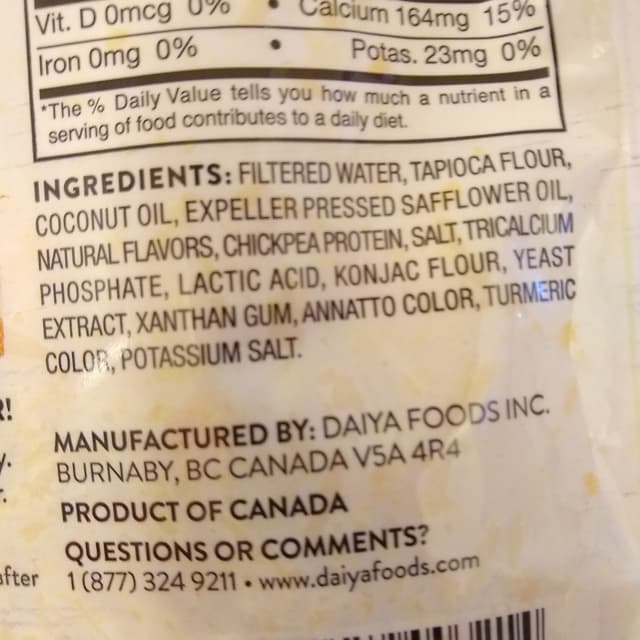 Vit. D 0mcg 0% • Calcium 164mg 15%
Iron 0mg 0% • Potas. 23mg 0%
*The % Daily Value tells you how much a nutrient in a
serving of food contributes to a daily diet.
INGREDIENTS: FILTERED WATER, TAPIOCA FLOUR,
COCONUT OIL, EXPELLER PRESSED SAFFLOWER OIL,
NATURAL FLAVORS, CHICKPEA PROTEIN, SALT, TRICALCIUM
PHOSPHATE, LACTIC ACID, KONJAC FLOUR, YEAST
EXTRACT, XANTHAN GUM, ANNATTO COLOR, TURMERIC
COLOR, POTASSIUM SALT.
MANUFACTURED BY: DAIYA FOODS INC.
BURNABY, BC CANADA V5A 4R4
PRODUCT OF CANADA
QUESTIONS OR COMMENTS?
after 1 (877) 324 9211 • www.daiyafoods.com